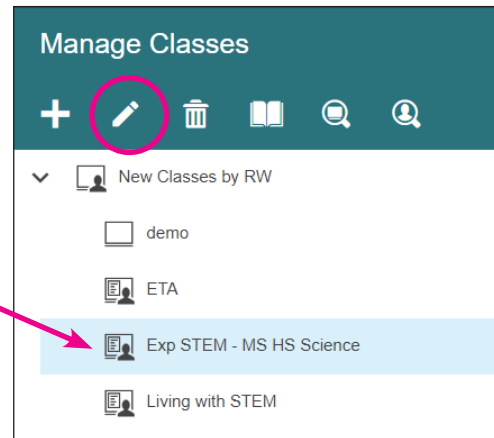 Manage Classes
New Classes by RW
demo
ETA
Exp STEM - MS HS Science
Living with STEM